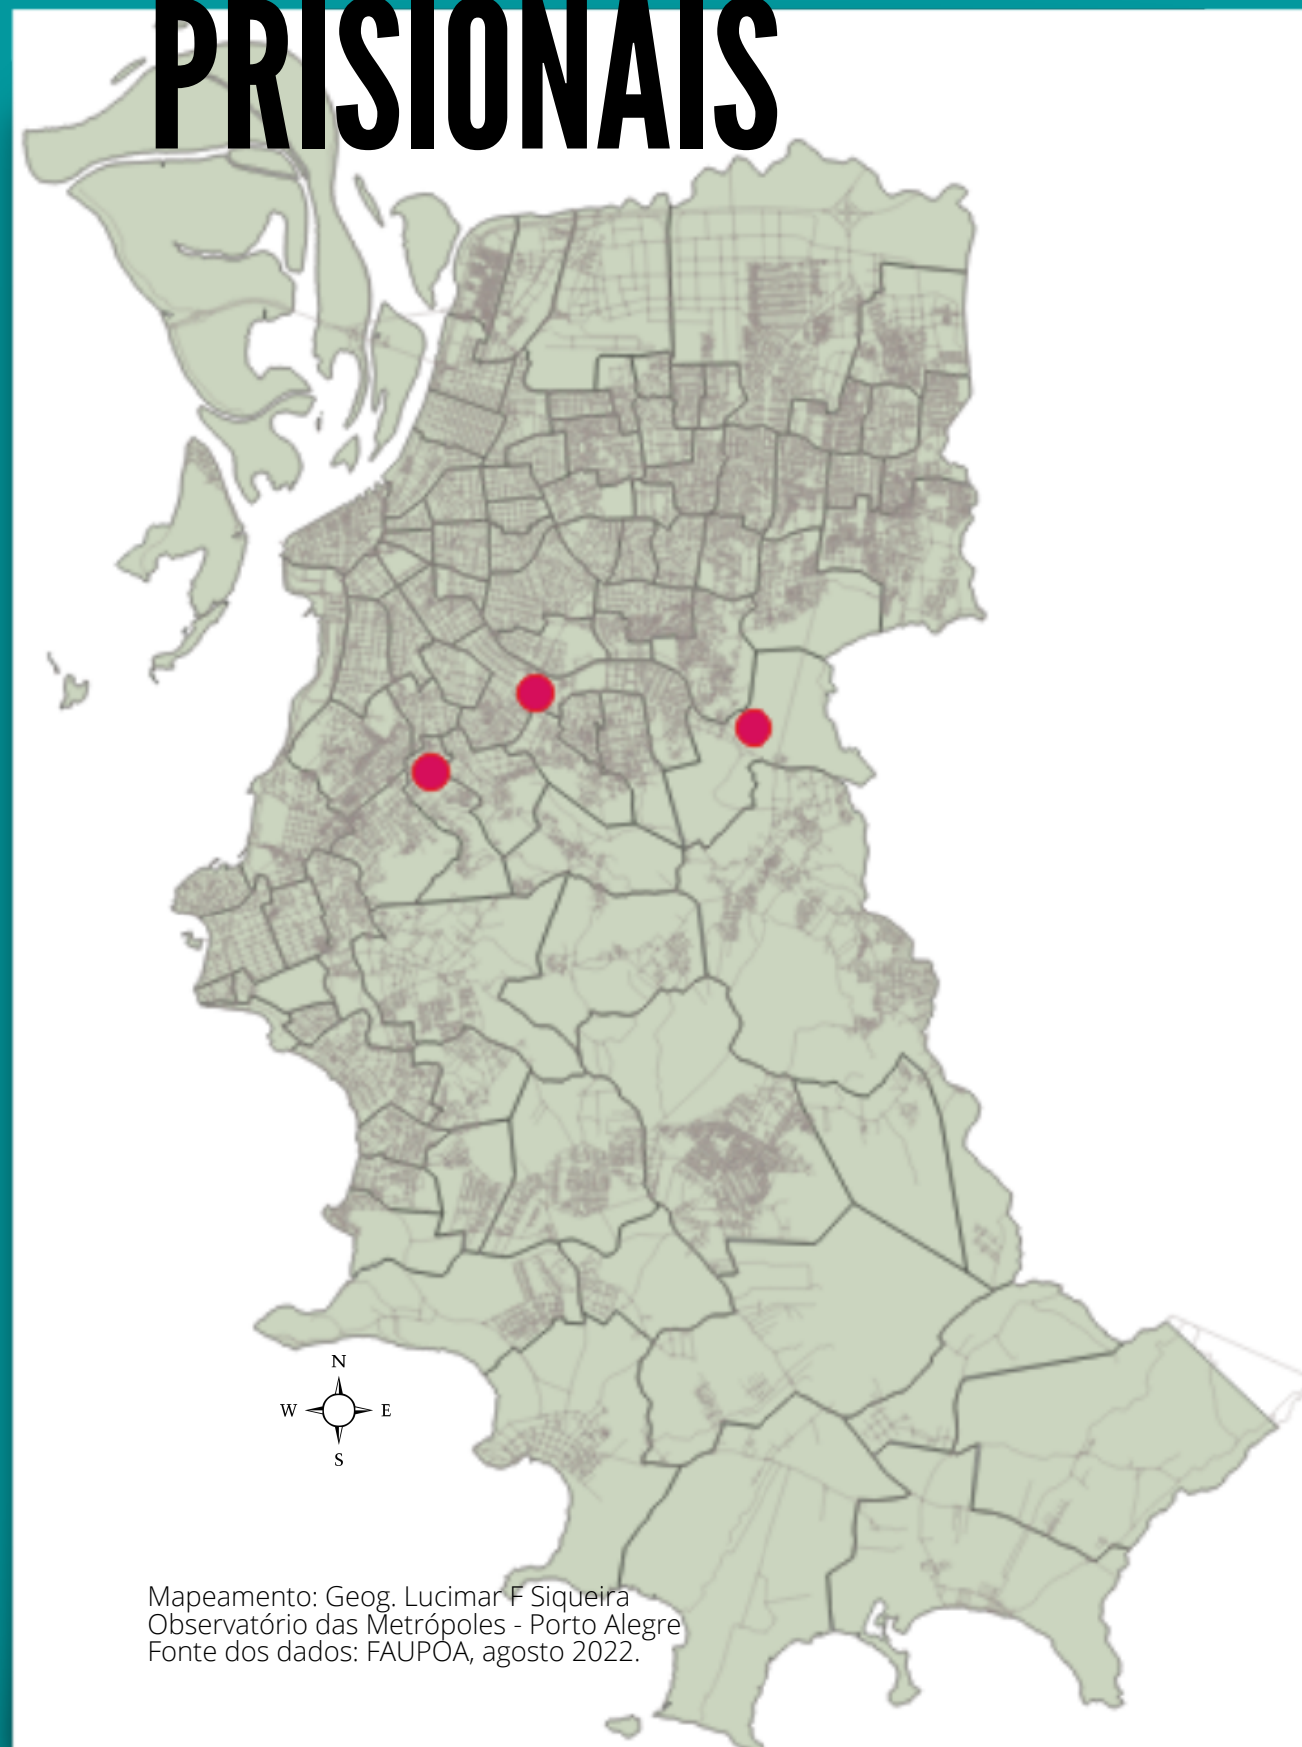 PRISIONAIS
N
W E
S
Mapeamento: Geog. Lucimar F Siqueira
Observatório das Metrópoles - Porto Alegre
Fonte dos dados: FAUPOA, agosto 2022.